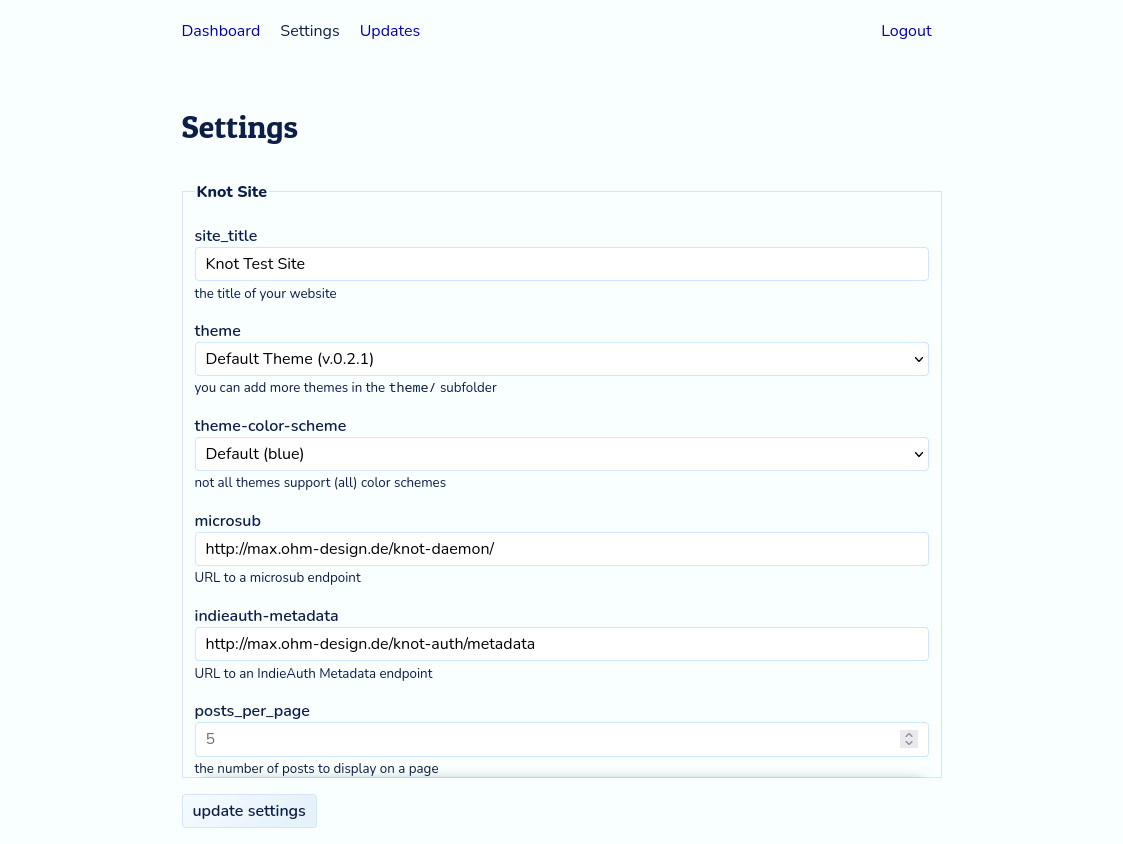 Dashboard Settings Updates Logout
Settings
Knot Site
site_title
Knot Test Site
the title of your website
theme
Default Theme (v.0.2.1)
you can add more themes in the theme/ subfolder
theme-color-scheme
Default (blue)
not all themes support (all) color schemes
microsub
http://max.ohm-design.de/knot-daemon/
URL to a microsub endpoint
indieauth-metadata
http://max.ohm-design.de/knot-auth/metadata
URL to an IndieAuth Metadata endpoint
posts_per_page
5
the number of posts to display on a page
update settings